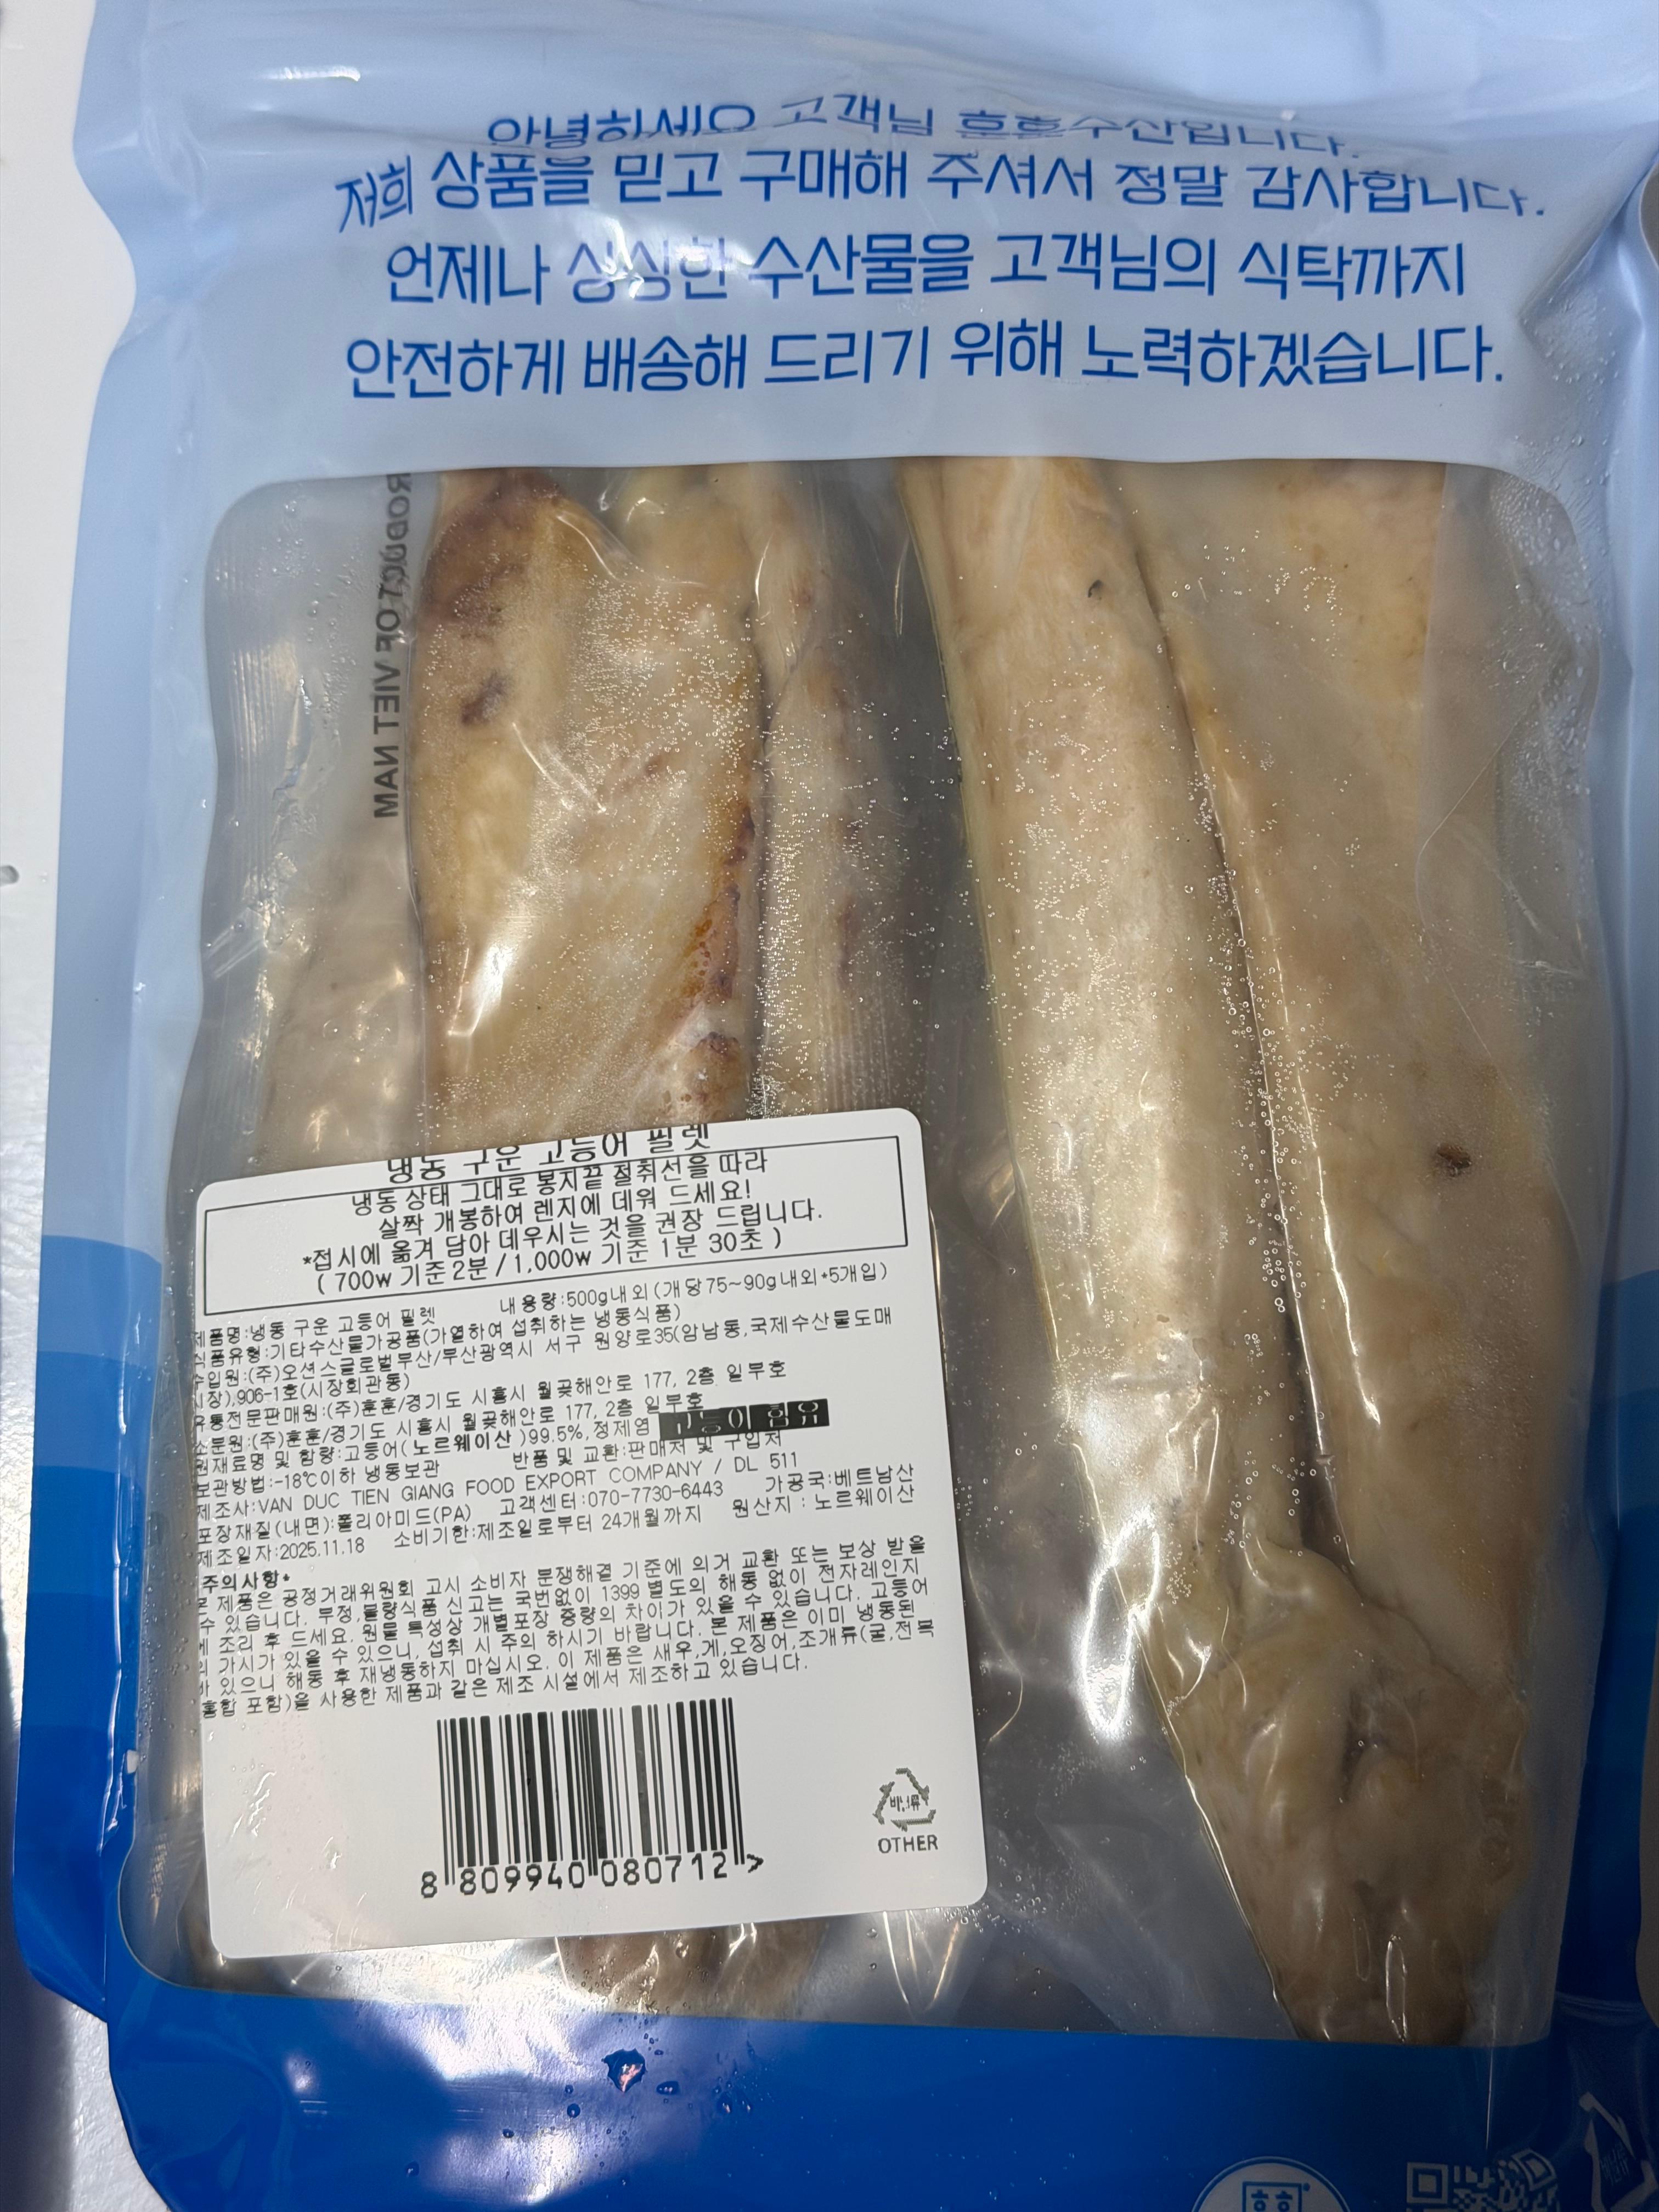 안녕하세요 고객님 훈훈수산입니다.
저희 상품을 믿고 구매해 주셔서 정말 감사합니다.
언제나 싱싱한 수산물을 고객님의 식탁까지
안전하게 배송해 드리기 위해 노력하겠습니다.
PRODUCT OF VIET NAM
냉동 구운 고등어 필렛
냉동 상태 그대로 봉지끝 절취선을 따라
살짝 개봉하여 렌지에 데워 드세요!
*접시에 옮겨 담아 데우시는 것을 권장 드립니다.
( 700w 기준 2분 / 1,000w 기준 1분 30초 )
제품명:냉동 구운 고등어 필렛 내용량:500g내외(개당75~90g내외*5개입)
식품유형:기타수산물가공품(가열하여 섭취하는 냉동식품)
수입원:(주)오션스글로벌부산/부산광역시 서구 원양로35(암남동,국제수산물도매
시장),906-1호(시장회관동)
유통전문판매원:(주)훈훈/경기도 시흥시 월곶해안로 177, 2층 일부호
소분원:(주)훈훈/경기도 시흥시 월곶해안로 177, 2층 일부호
원재료명 및 함량:고등어(노르웨이산)99.5%,정제염 고등어 함유
보관방법:-18℃이하 냉동보관 반품 및 교환:판매처 및 구입처
제조사:VAN DUC TIEN GIANG FOOD EXPORT COMPANY / DL 511
포장재질(내면):폴리아미드(PA) 고객센터:070-7730-6443 가공국:베트남산
제조일자:2025.11.18 소비기한:제조일로부터 24개월까지 원산지 : 노르웨이산
주의사항*
본 제품은 공정거래위원회 고시 소비자 분쟁해결 기준에 의거 교환 또는 보상 받을
수 있습니다. 부정,불량식품 신고는 국번없이 1399 별도의 해동 없이 전자레인지
에 조리 후 드세요. 원물 특성상 개별포장 중량의 차이가 있을 수 있습니다. 고등어
의 가시가 있을 수 있으니, 섭취 시 주의 하시기 바랍니다. 본 제품은 이미 냉동된
바 있으니 해동 후 재냉동하지 마십시오. 이 제품은 새우,게,오징어,조개류(굴,전복
홍합 포함)을 사용한 제품과 같은 제조 시설에서 제조하고 있습니다.
8 809940 080712 >
비닐류
OTHER
훈훈